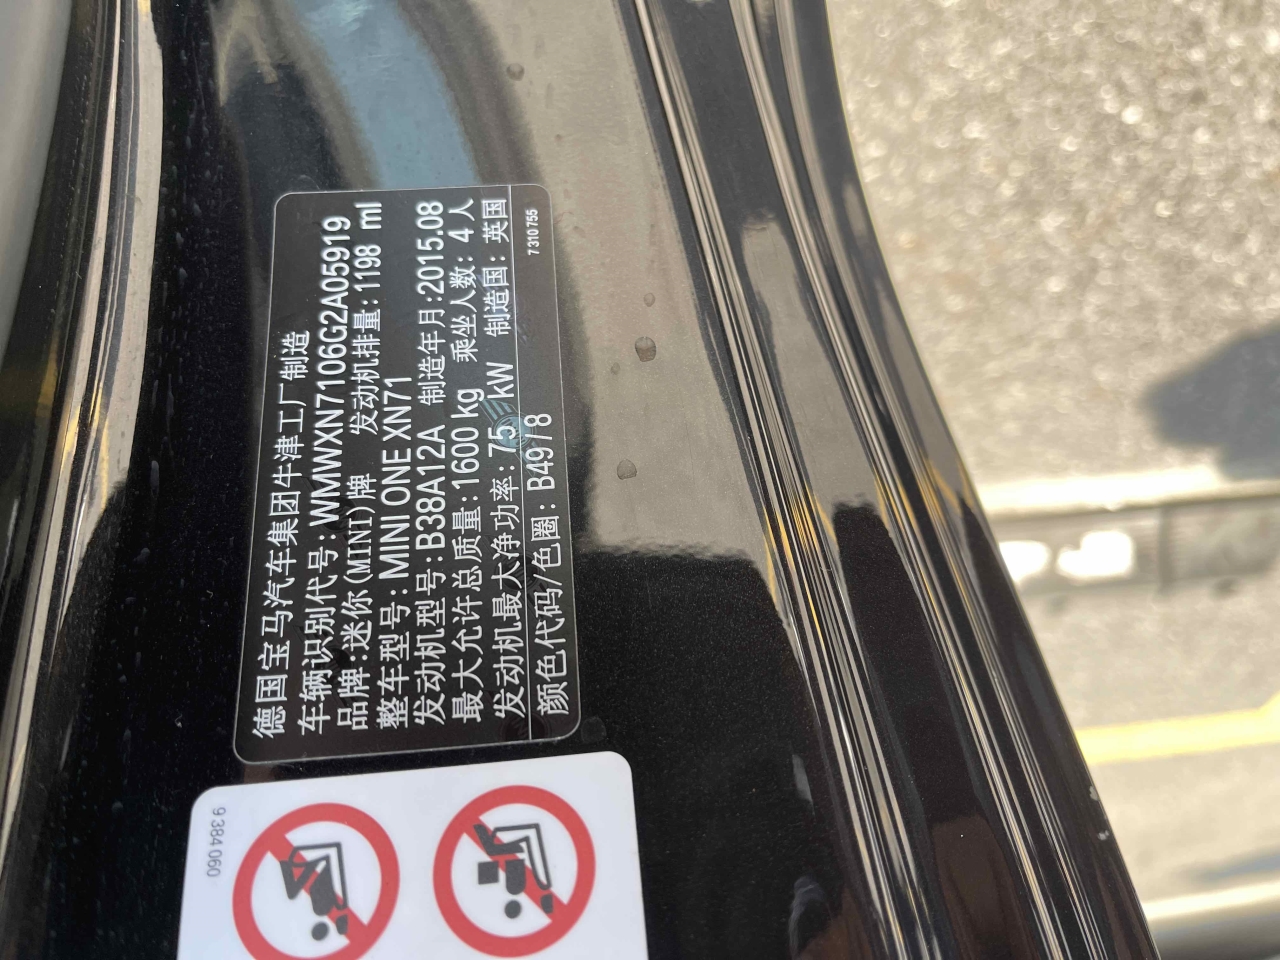 德国宝马汽车集团牛津工厂制造
车辆识别代号:WMWXN7106G2A05919
品牌:迷你(MINI)牌 发动机排量:1198 ml
整车型号:MINI ONE XN71
发动机型号:B38A12A 制造年月:2015.08
最大允许总质量:1600 kg 乘坐人数:4人
发动机最大净功率:75 kW 制造国:英国
颜色代码/色圈:B49/8
7 310 755
9 384 060